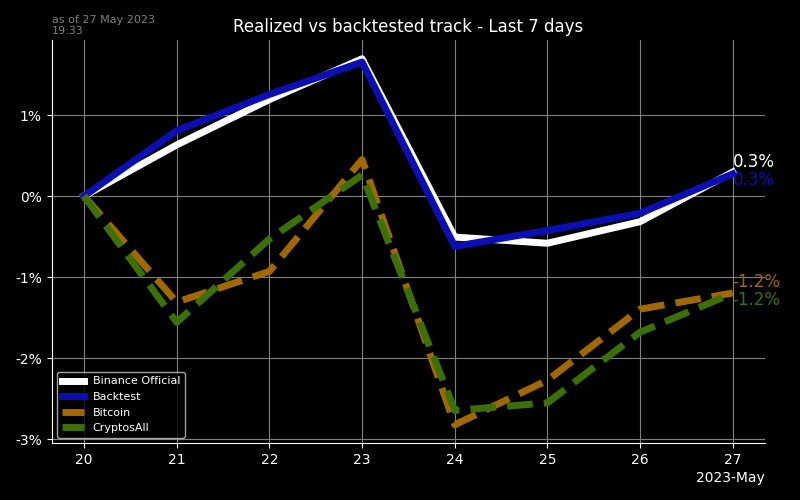 as of 27 May 2023
19:33
Realized vs backtested track - Last 7 days
1%
0%
-1%
-2%
-3%
0.3%
0.3%
-1.2%
-1.2%
Binance Official
Backtest
Bitcoin
CryptosAll
20 21 22 23 24 25 26 27
2023-May